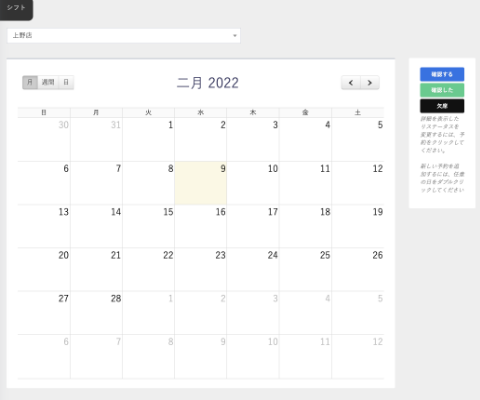 シフト
上野店
月 週間 日
二月 2022
日 月 火 水 木 金 土
30 31 1 2 3 4 5
6 7 8 9 10 11 12
13 14 15 16 17 18 19
20 21 22 23 24 25 26
27 28 1 2 3 4 5
6 7 8 9 10 11 12
確認する
確認した
欠席
詳細を表示した
りステータスを
変更するには、予
約をクリックして
ください。
新しい予約を追
加するには、任意
の日をダブルクリ
ックしてください